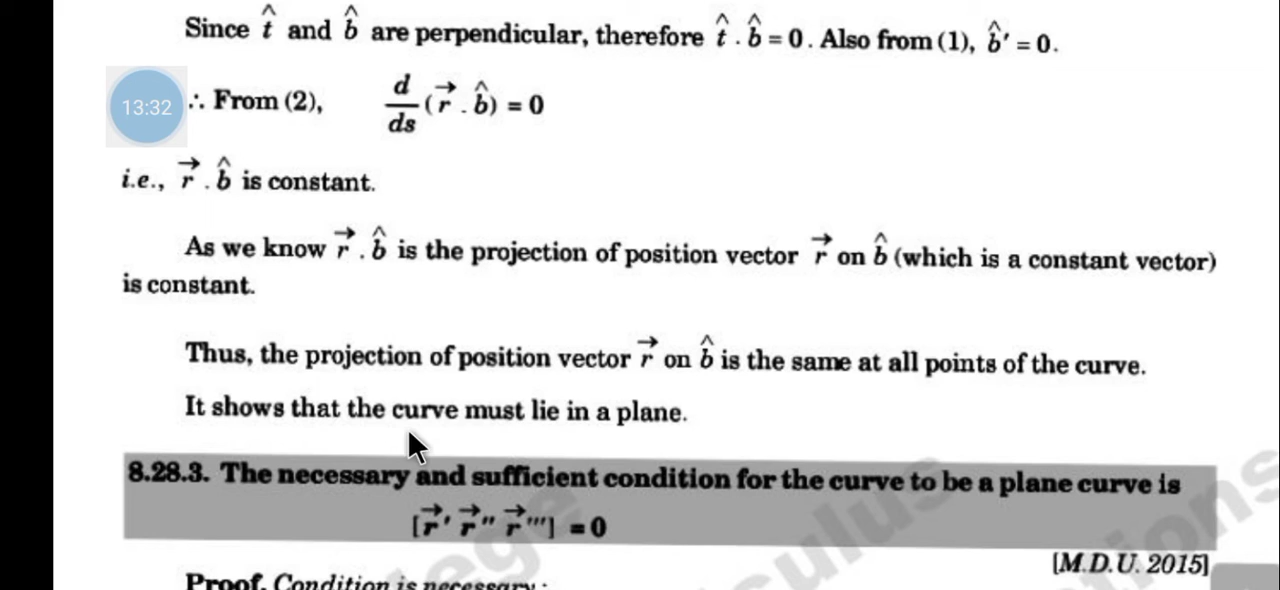 Since t̂ and b̂ are perpendicular, therefore t̂ . b̂ = 0. Also from (1), b̂′ = 0.
13:32
∴ From (2), d/ds (r⃗ . b̂) = 0
i.e., r⃗ . b̂ is constant.
As we know r⃗ . b̂ is the projection of position vector r⃗ on b̂ (which is a constant vector)
is constant.
Thus, the projection of position vector r⃗ on b̂ is the same at all points of the curve.
It shows that the curve must lie in a plane.
8.28.3. The necessary and sufficient condition for the curve to be a plane curve is
[r⃗′ r⃗″ r⃗‴] = 0
[M.D.U. 2015]
Proof. Condition is necessary :